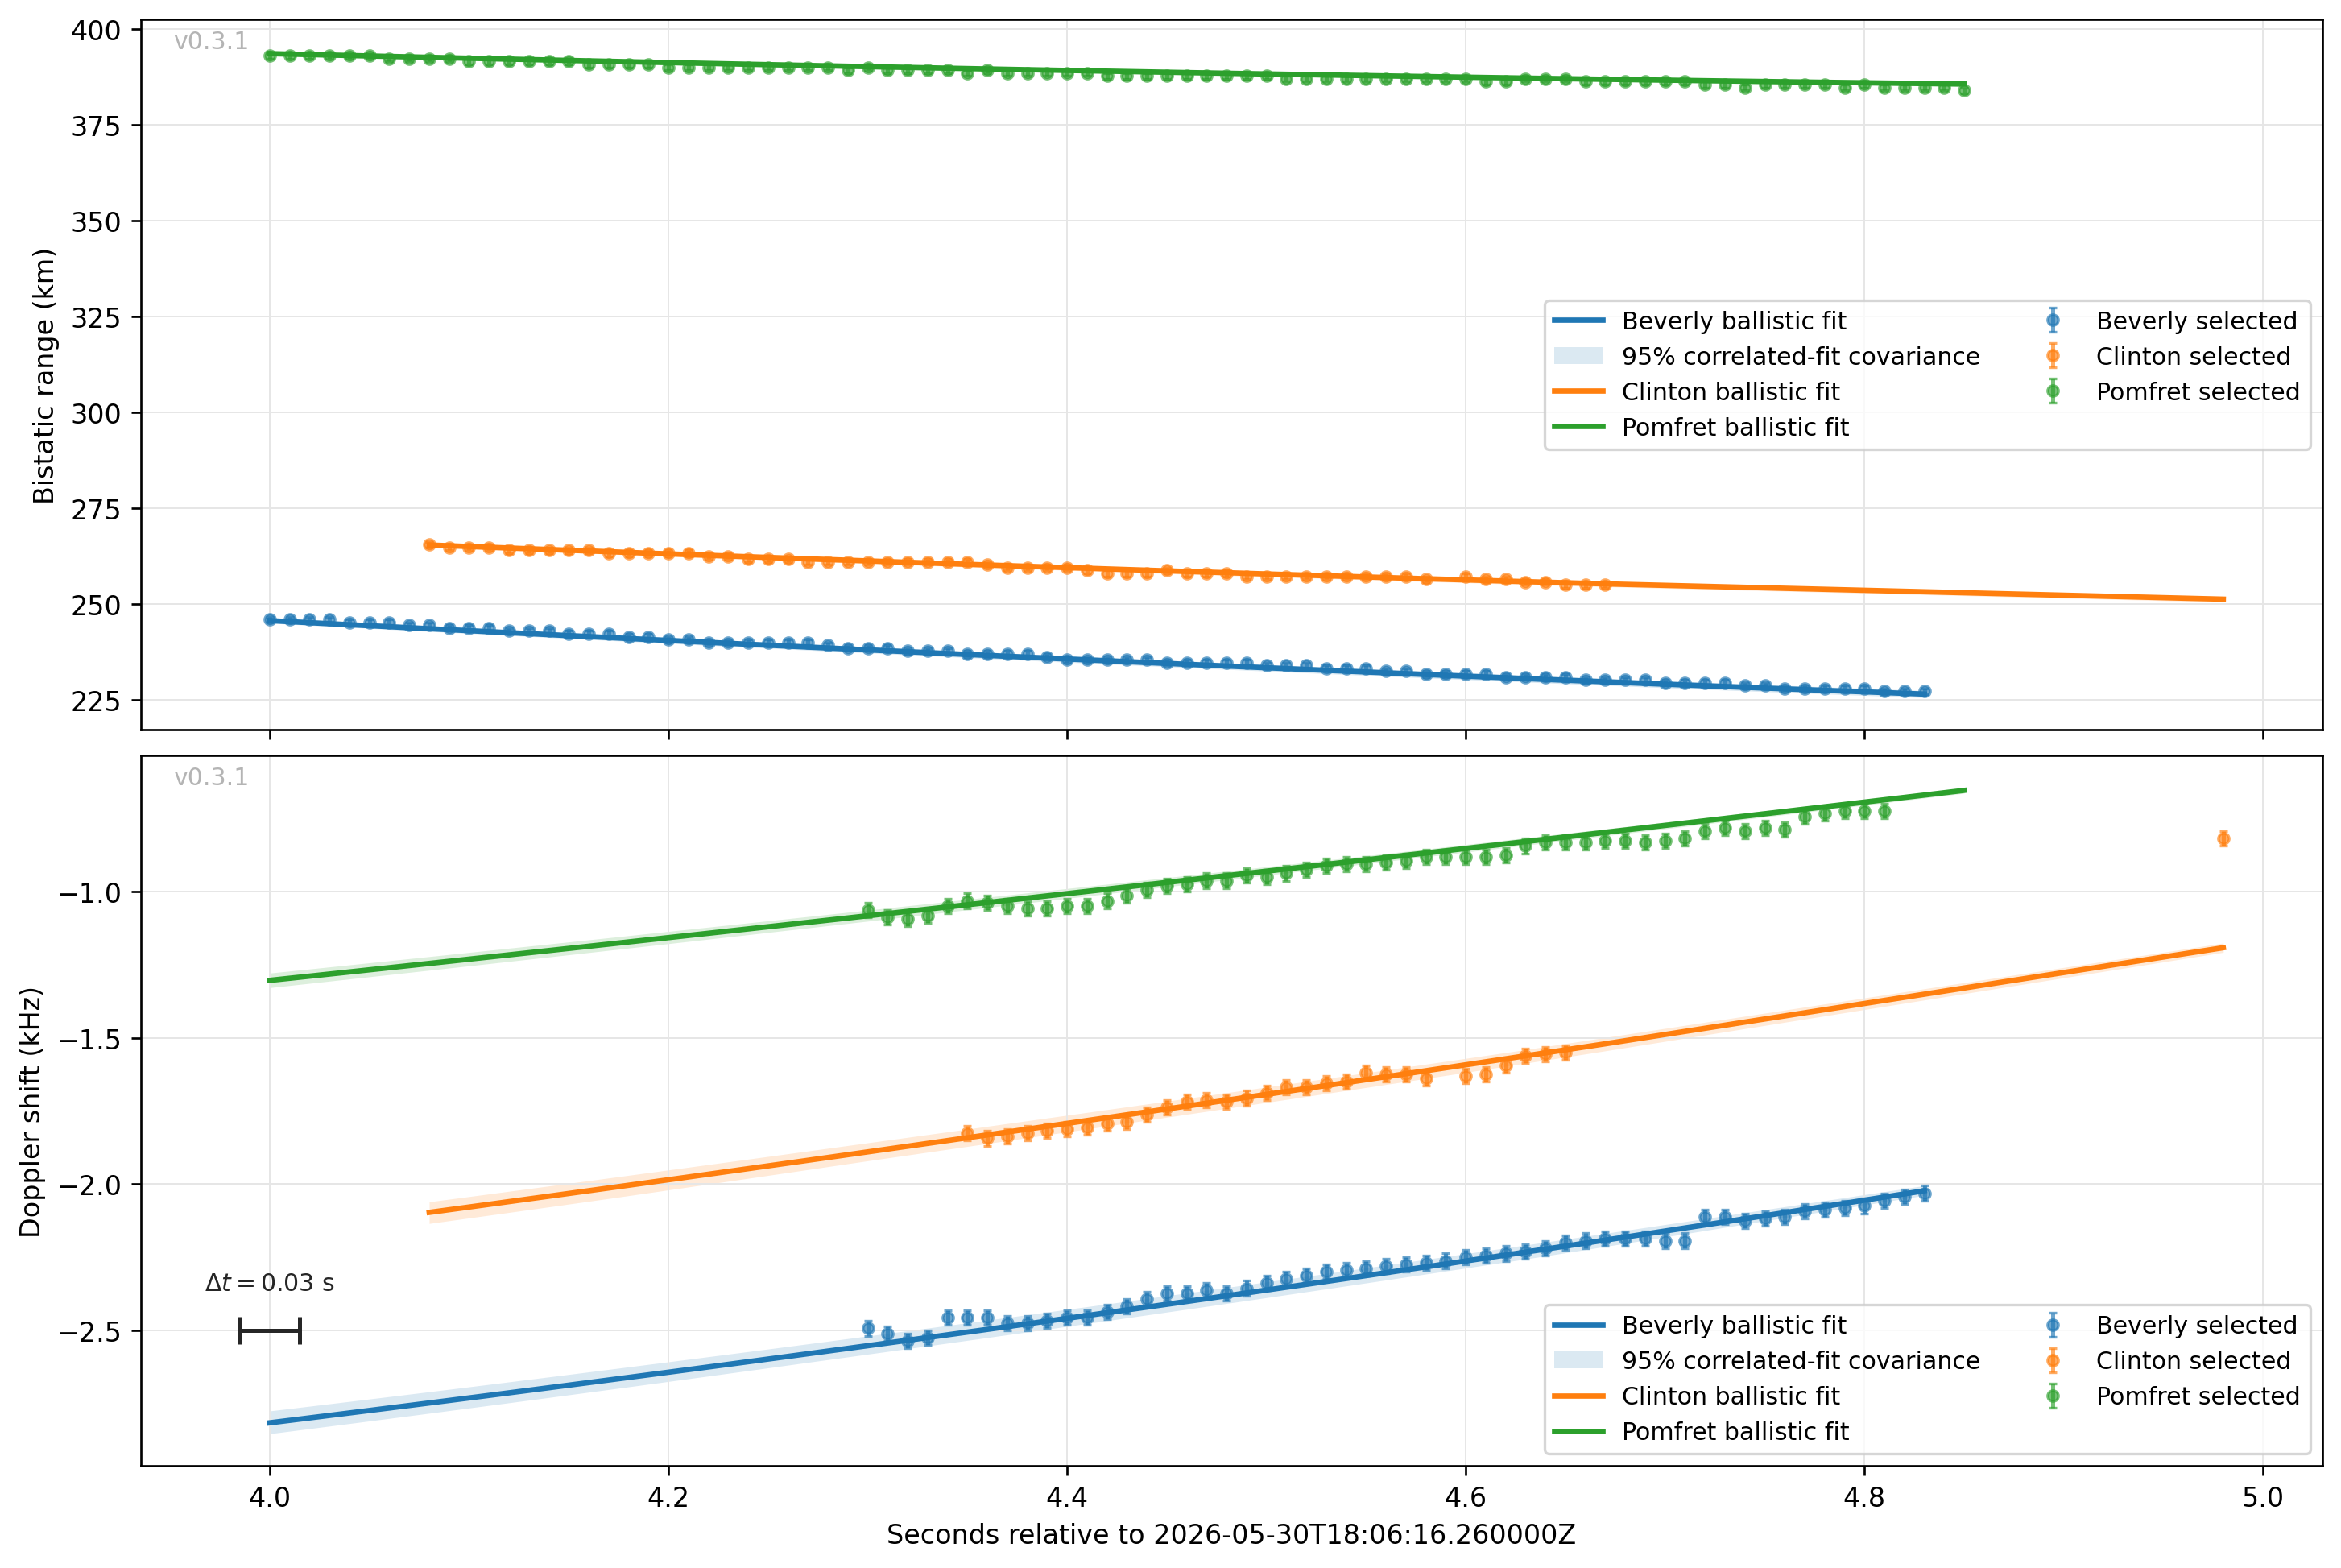 v0.3.1
400
375
350
325
300
275
250
225
Bistatic range (km)
Beverly ballistic fit
95% correlated-fit covariance
Clinton ballistic fit
Pomfret ballistic fit
Beverly selected
Clinton selected
Pomfret selected
v0.3.1
−1.0
−1.5
−2.0
−2.5
Doppler shift (kHz)
Δt = 0.03 s
Beverly ballistic fit
95% correlated-fit covariance
Clinton ballistic fit
Pomfret ballistic fit
Beverly selected
Clinton selected
Pomfret selected
4.0 4.2 4.4 4.6 4.8 5.0
Seconds relative to 2026-05-30T18:06:16.260000Z